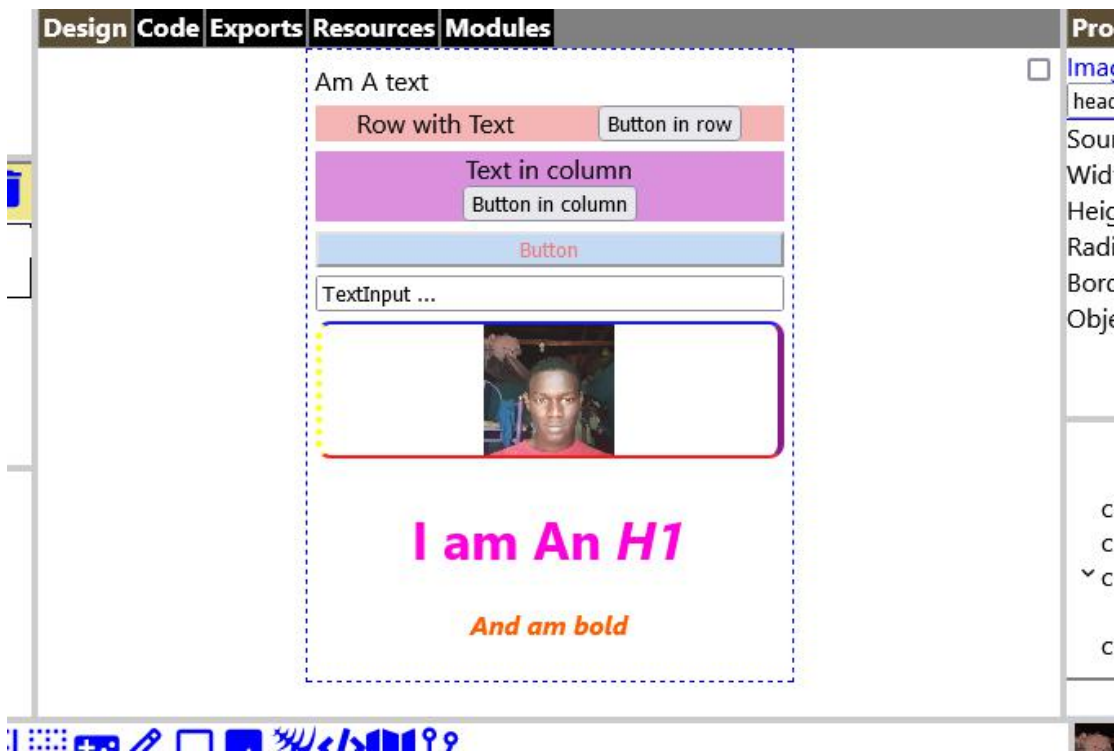 Design Code Exports Resources Modules
Am A text
Row with Text Button in row
Text in column
Button in column
Button
TextInput ...
I am An H1
And am bold